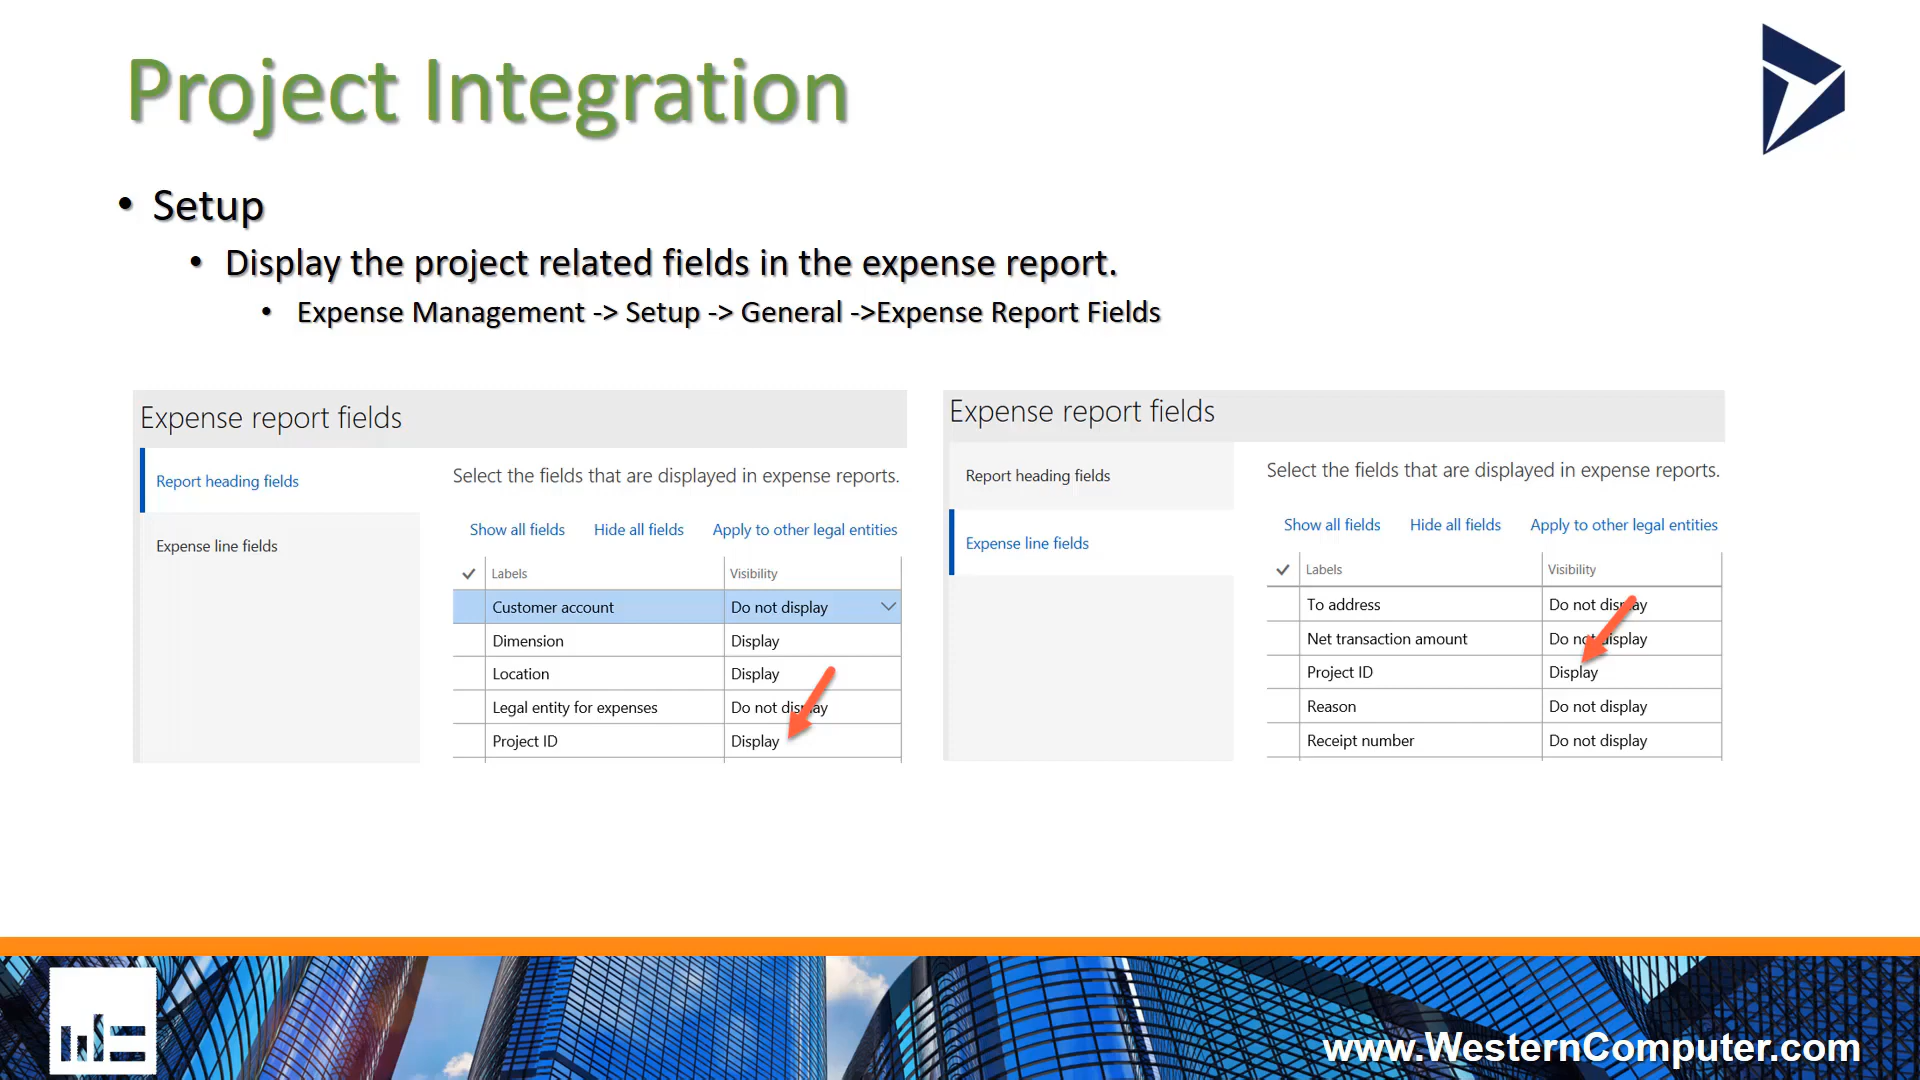 Project Integration
• Setup
• Display the project related fields in the expense report.
• Expense Management -> Setup -> General ->Expense Report Fields
Expense report fields
Report heading fields
Expense line fields
Select the fields that are displayed in expense reports.
Show all fields Hide all fields Apply to other legal entities
Labels Visibility
Customer account Do not display
Dimension Display
Location Display
Legal entity for expenses Do not display
Project ID Display
Expense report fields
Report heading fields
Expense line fields
Select the fields that are displayed in expense reports.
Show all fields Hide all fields Apply to other legal entities
Labels Visibility
To address Do not display
Net transaction amount Do not display
Project ID Display
Reason Do not display
Receipt number Do not display
www.WesternComputer.com